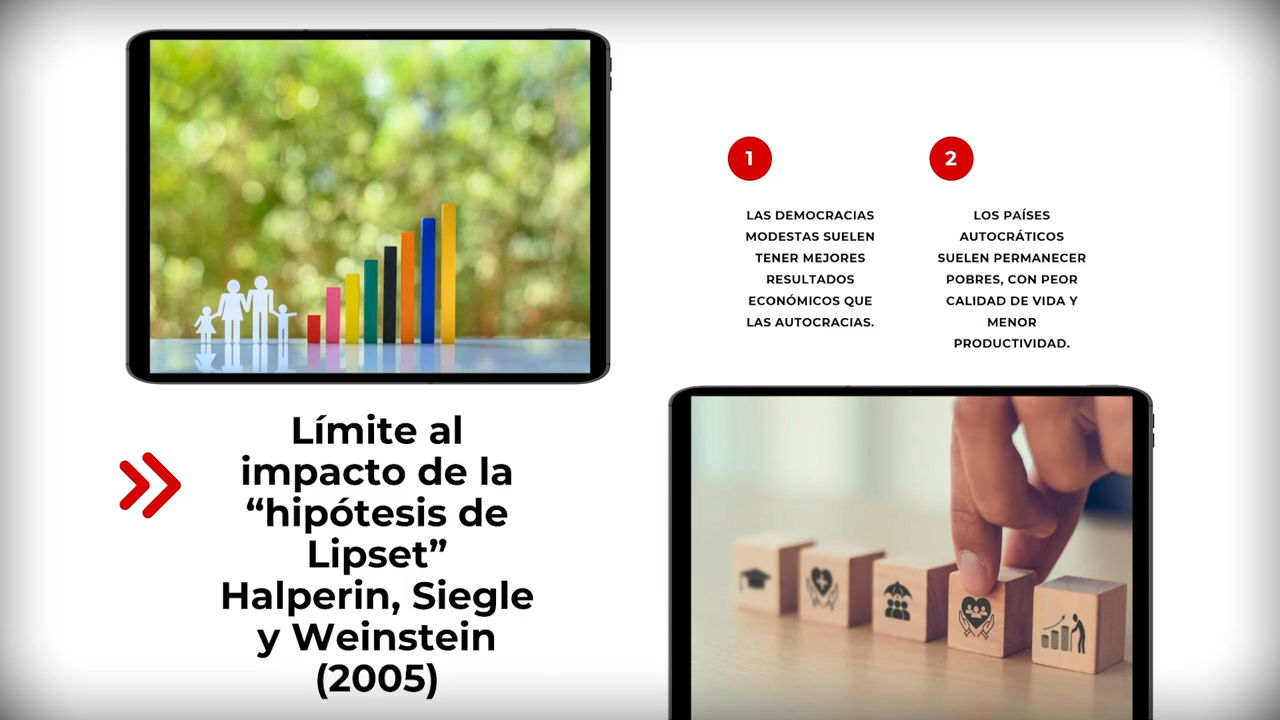 1
LAS DEMOCRACIAS
MODESTAS SUELEN
TENER MEJORES
RESULTADOS
ECONÓMICOS QUE
LAS AUTOCRACIAS.
2
LOS PAÍSES
AUTOCRÁTICOS
SUELEN PERMANECER
POBRES, CON PEOR
CALIDAD DE VIDA Y
MENOR
PRODUCTIVIDAD.
Límite al
impacto de la
“hipótesis de
Lipset”
Halperin, Siegle
y Weinstein
(2005)